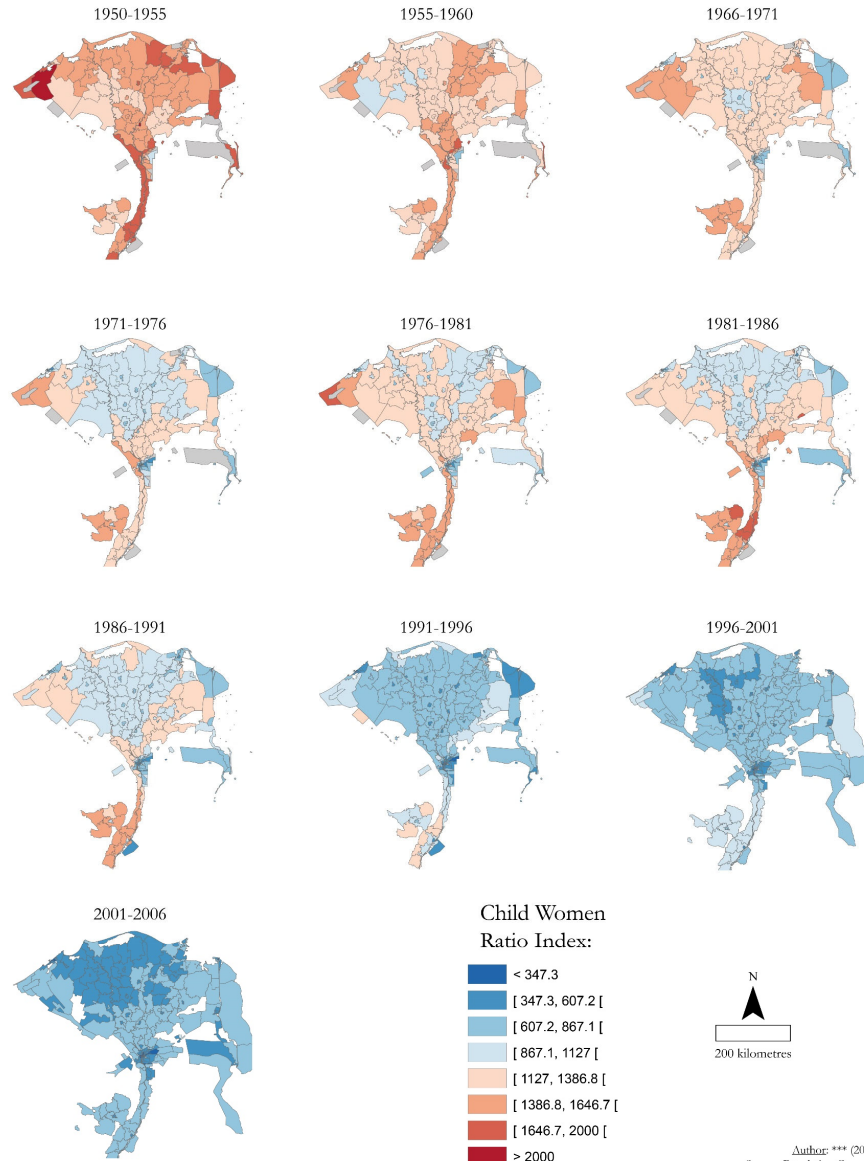 1950-1955
1955-1960
1966-1971
1971-1976
1976-1981
1981-1986
1986-1991
1991-1996
1996-2001
2001-2006
Child Women
Ratio Index:
< 347.3
[ 347.3, 607.2 [
[ 607.2, 867.1 [
[ 867.1, 1127 [
[ 1127, 1386.8 [
[ 1386.8, 1646.7 [
[ 1646.7, 2000 [
> 2000
N
200 kilometres
Author: *** (20